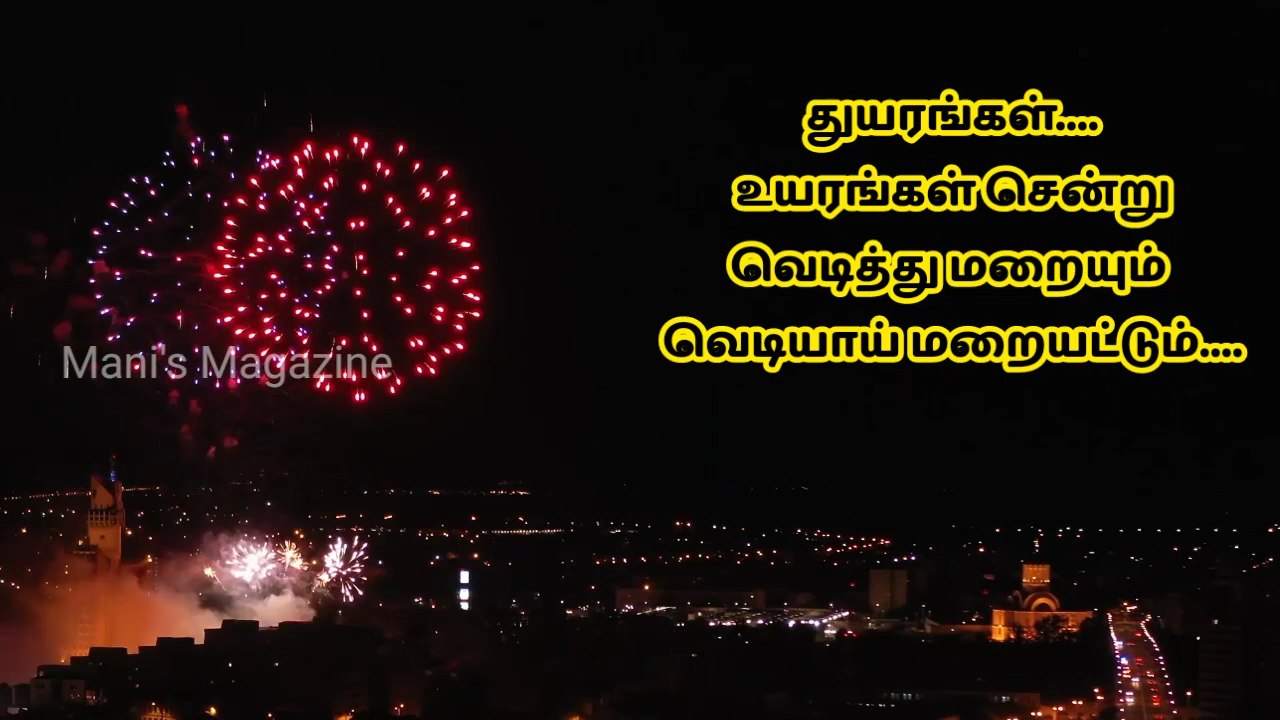 துயரங்கள்....
உயரங்கள் சென்று
வெடித்து மறையும்
வெடியாய் மறையட்டும்....
Mani's Magazine